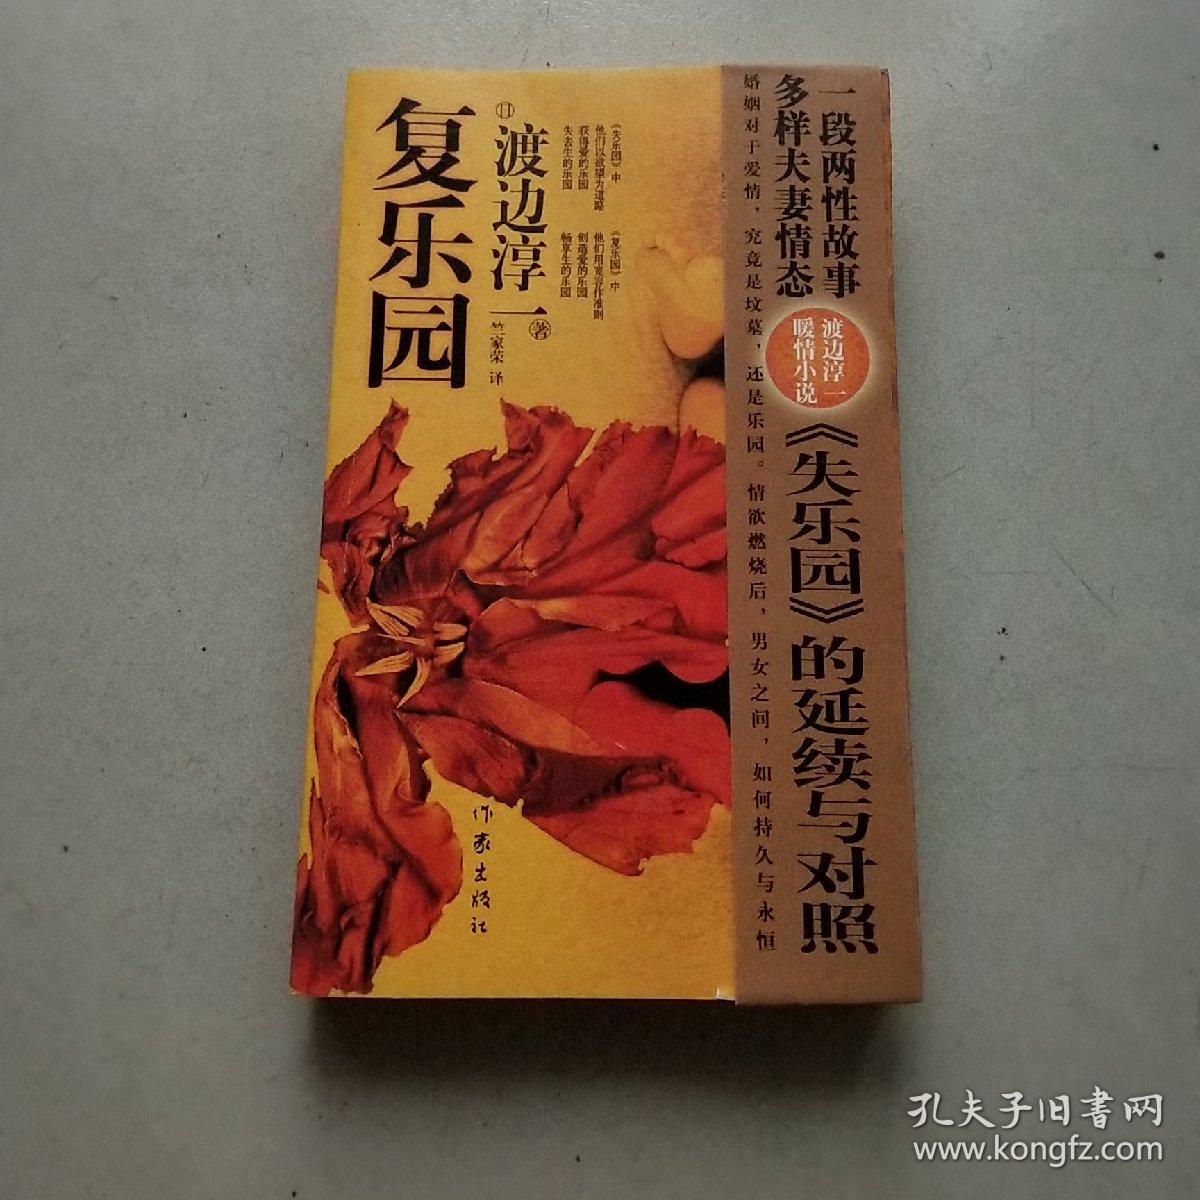 复乐园
日
渡边淳一
著
竺家荣 译
《失乐园》中
他们以欲望为道路
获得爱的乐园
失去生的乐园
《复乐园》中
他们用宽容作准则
创造爱的乐园
畅享生的乐园
作家出版社
一段两性故事
多样夫妻情态
渡边淳一
暖情小说
《失乐园》的延续与对照
婚姻对于爱情，究竟是坟墓，还是乐园。情欲燃烧后，男女之间，如何持久与永恒
孔夫子旧书网
www.kongfz.com